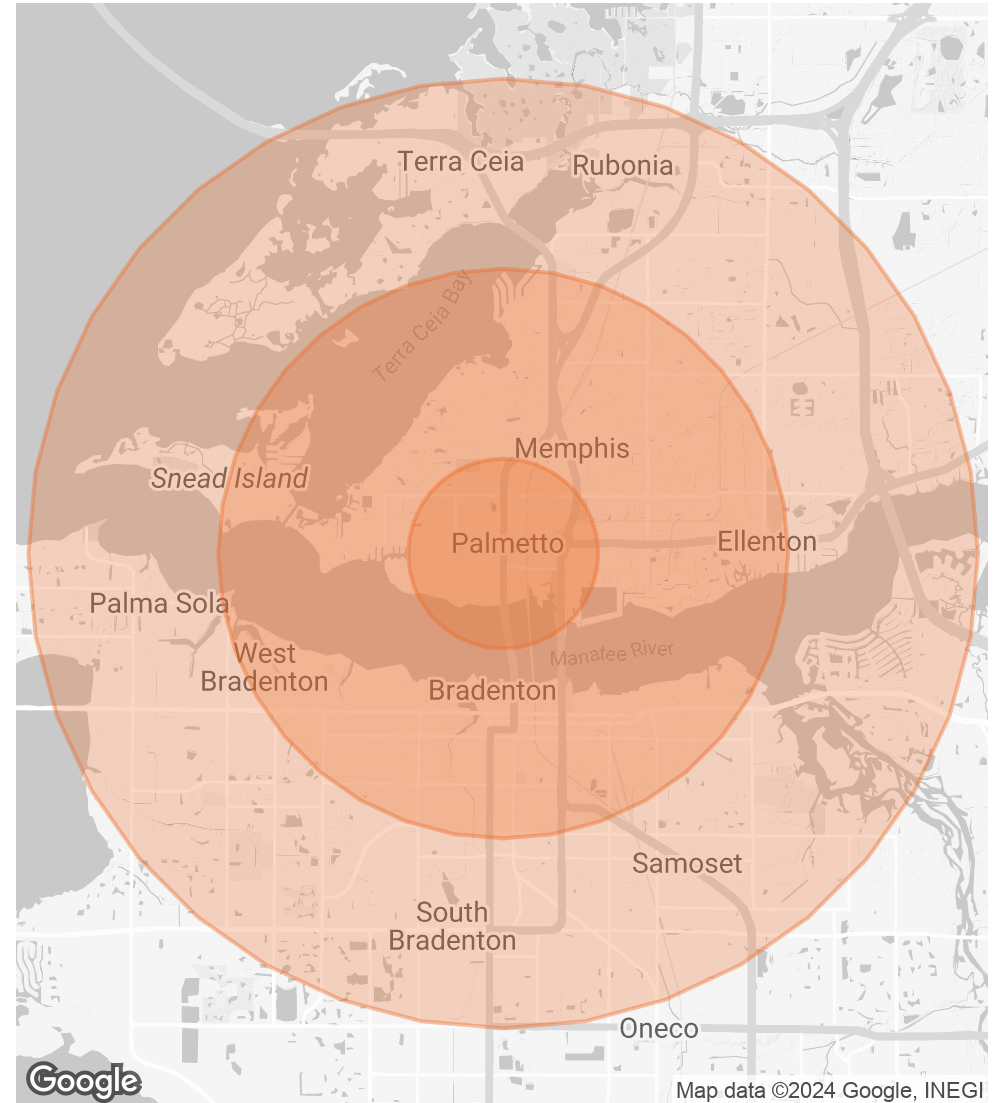 Terra Ceia
Rubonia
Terra Ceia Bay
Memphis
Snead Island
Palmetto
Ellenton
Palma Sola
West
Bradenton
Manatee River
Bradenton
Samoset
South
Bradenton
Oneco
Google
Map data ©2024 Google, INEGI